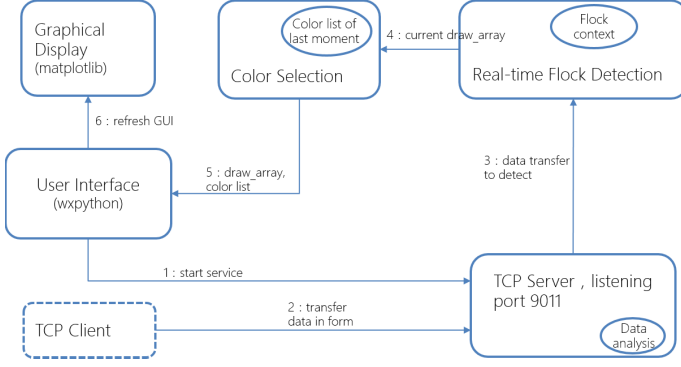 Graphical
Display
(matplotlib)
Color list of
last moment
Color Selection
4 : current draw_array
Flock
context
Real-time Flock Detection
6 : refresh GUI
User Interface
(wxpython)
5 : draw_array,
color list
3 : data transfer
to detect
1 : start service
TCP Server , listening
port 9011
Data
analysis
TCP Client
2 : transfer
data in form